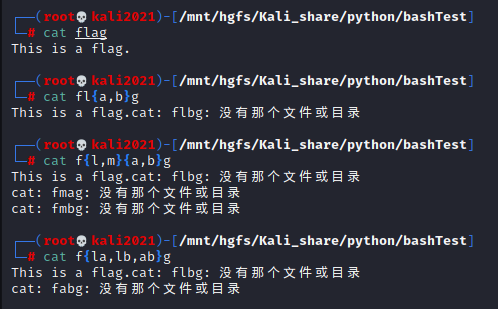 ┌──(root💀kali2021)-[/mnt/hgfs/Kali_share/python/bashTest]
└─# cat flag
This is a flag.
┌──(root💀kali2021)-[/mnt/hgfs/Kali_share/python/bashTest]
└─# cat fl{a,b}g
This is a flag.cat: flbg: 没有那个文件或目录
┌──(root💀kali2021)-[/mnt/hgfs/Kali_share/python/bashTest]
└─# cat f{l,m}{a,b}g
This is a flag.cat: flbg: 没有那个文件或目录
cat: fmag: 没有那个文件或目录
cat: fmbg: 没有那个文件或目录
┌──(root💀kali2021)-[/mnt/hgfs/Kali_share/python/bashTest]
└─# cat f{la,lb,ab}g
This is a flag.cat: flbg: 没有那个文件或目录
cat: fabg: 没有那个文件或目录